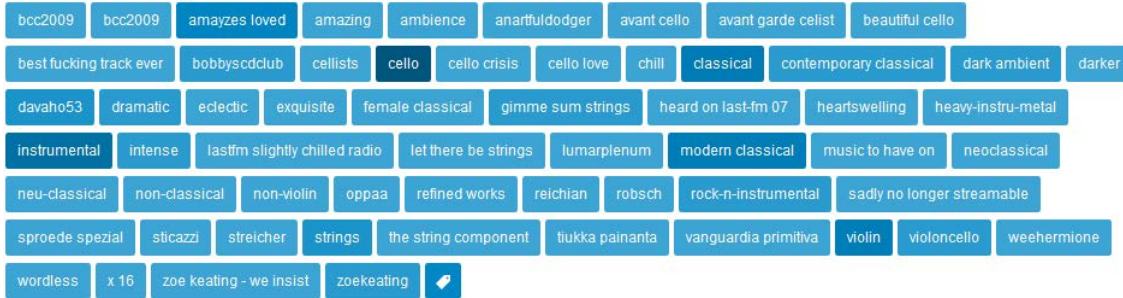 bcc2009 bcc2009 amayzes loved amazing ambience anartfuldodger avant cello avant garde celist beautiful cello
best fucking track ever bobbyscdclub cellists cello cello crisis cello love chill classical contemporary classical dark ambient darker
davaho53 dramatic eclectic exquisite female classical gimme sum strings heard on last-fm 07 heartswelling heavy-instru-metal
instrumental intense lastfm slightly chilled radio let there be strings lumarplenum modern classical music to have on neoclassical
neu-classical non-classical non-violin oppaa refined works reichian robsch rock-n-instrumental sadly no longer streamable
sproede spezial sticazzi streicher strings the string component tiukka painanta vanguardia primitiva violin violoncello weehermione
wordless x 16 zoe keating - we insist zoekeating